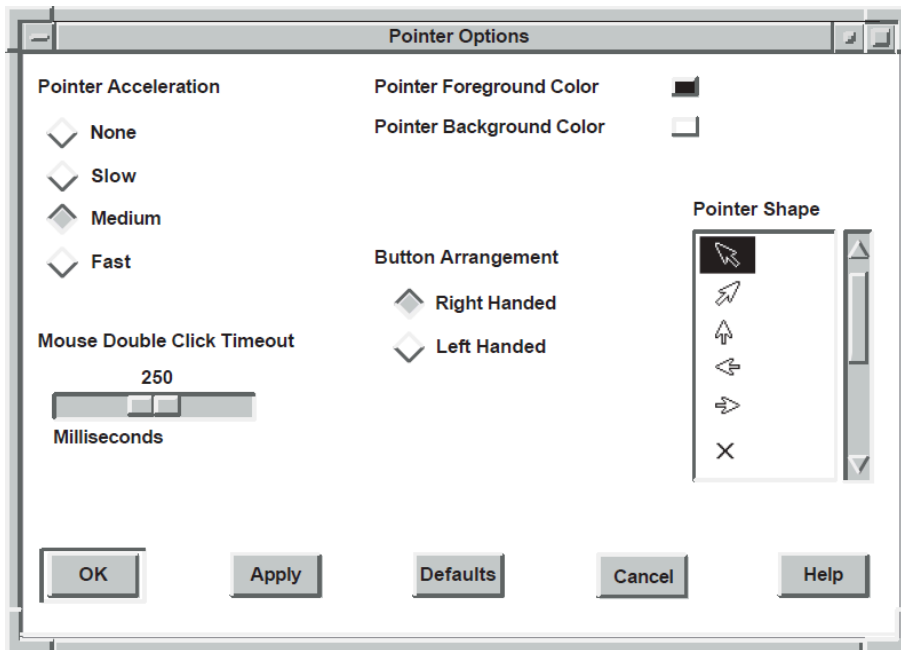 Pointer Options
Pointer Acceleration
None
Slow
Medium
Fast
Mouse Double Click Timeout
250
Milliseconds
Pointer Foreground Color
Pointer Background Color
Button Arrangement
Right Handed
Left Handed
Pointer Shape
OK
Apply
Defaults
Cancel
Help